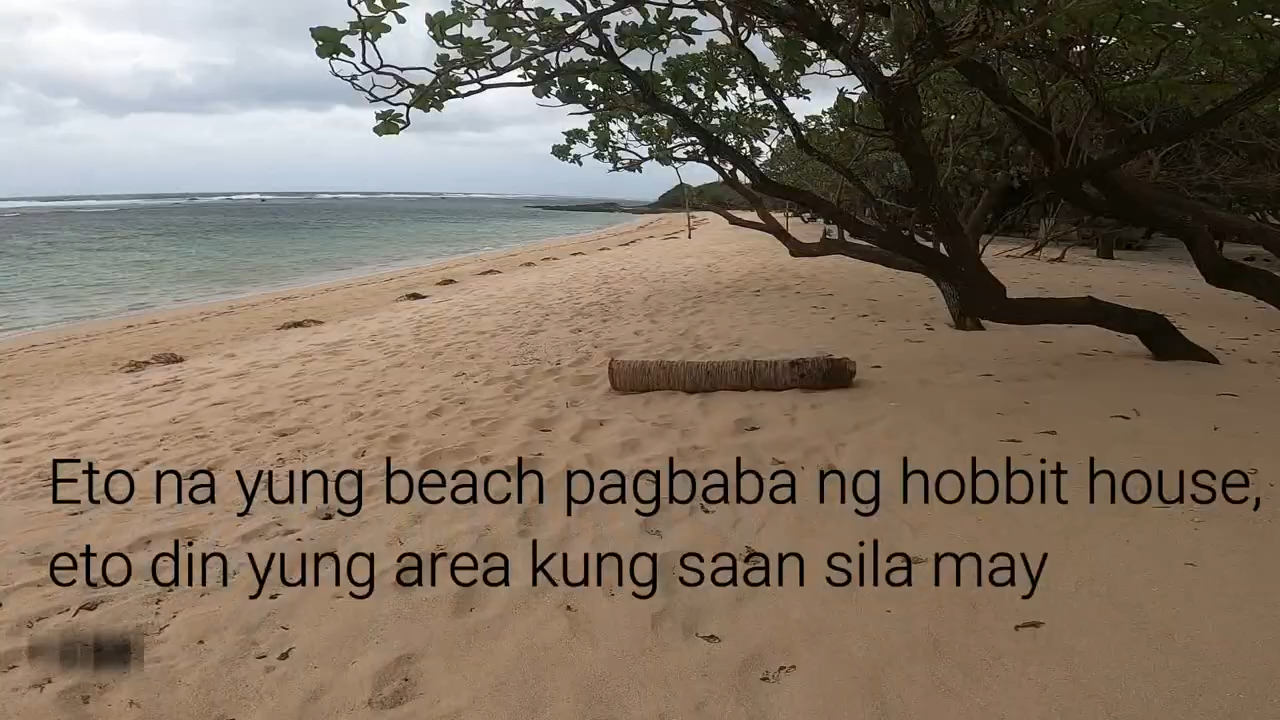 Eto na yung beach pagbaba ng hobbit house,
eto din yung area kung saan sila may